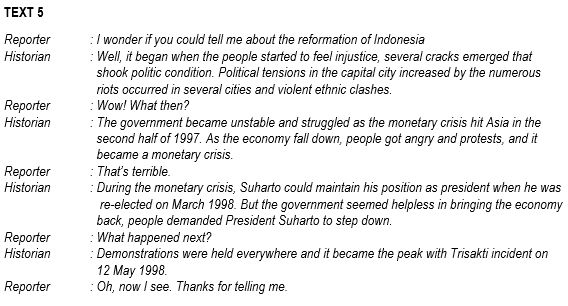 TEXT 5
Reporter : I wonder if you could tell me about the reformation of Indonesia
Historian : Well, it began when the people started to feel injustice, several cracks emerged that
shook politic condition. Political tensions in the capital city increased by the numerous
riots occurred in several cities and violent ethnic clashes.
Reporter : Wow! What then?
Historian : The government became unstable and struggled as the monetary crisis hit Asia in the
second half of 1997. As the economy fall down, people got angry and protests, and it
became a monetary crisis.
Reporter : That's terrible.
Historian : During the monetary crisis, Suharto could maintain his position as president when he was
re-elected on March 1998. But the government seemed helpless in bringing the economy
back, people demanded President Suharto to step down.
Reporter : What happened next?
Historian : Demonstrations were held everywhere and it became the peak with Trisakti incident on
12 May 1998.
Reporter : Oh, now I see. Thanks for telling me.